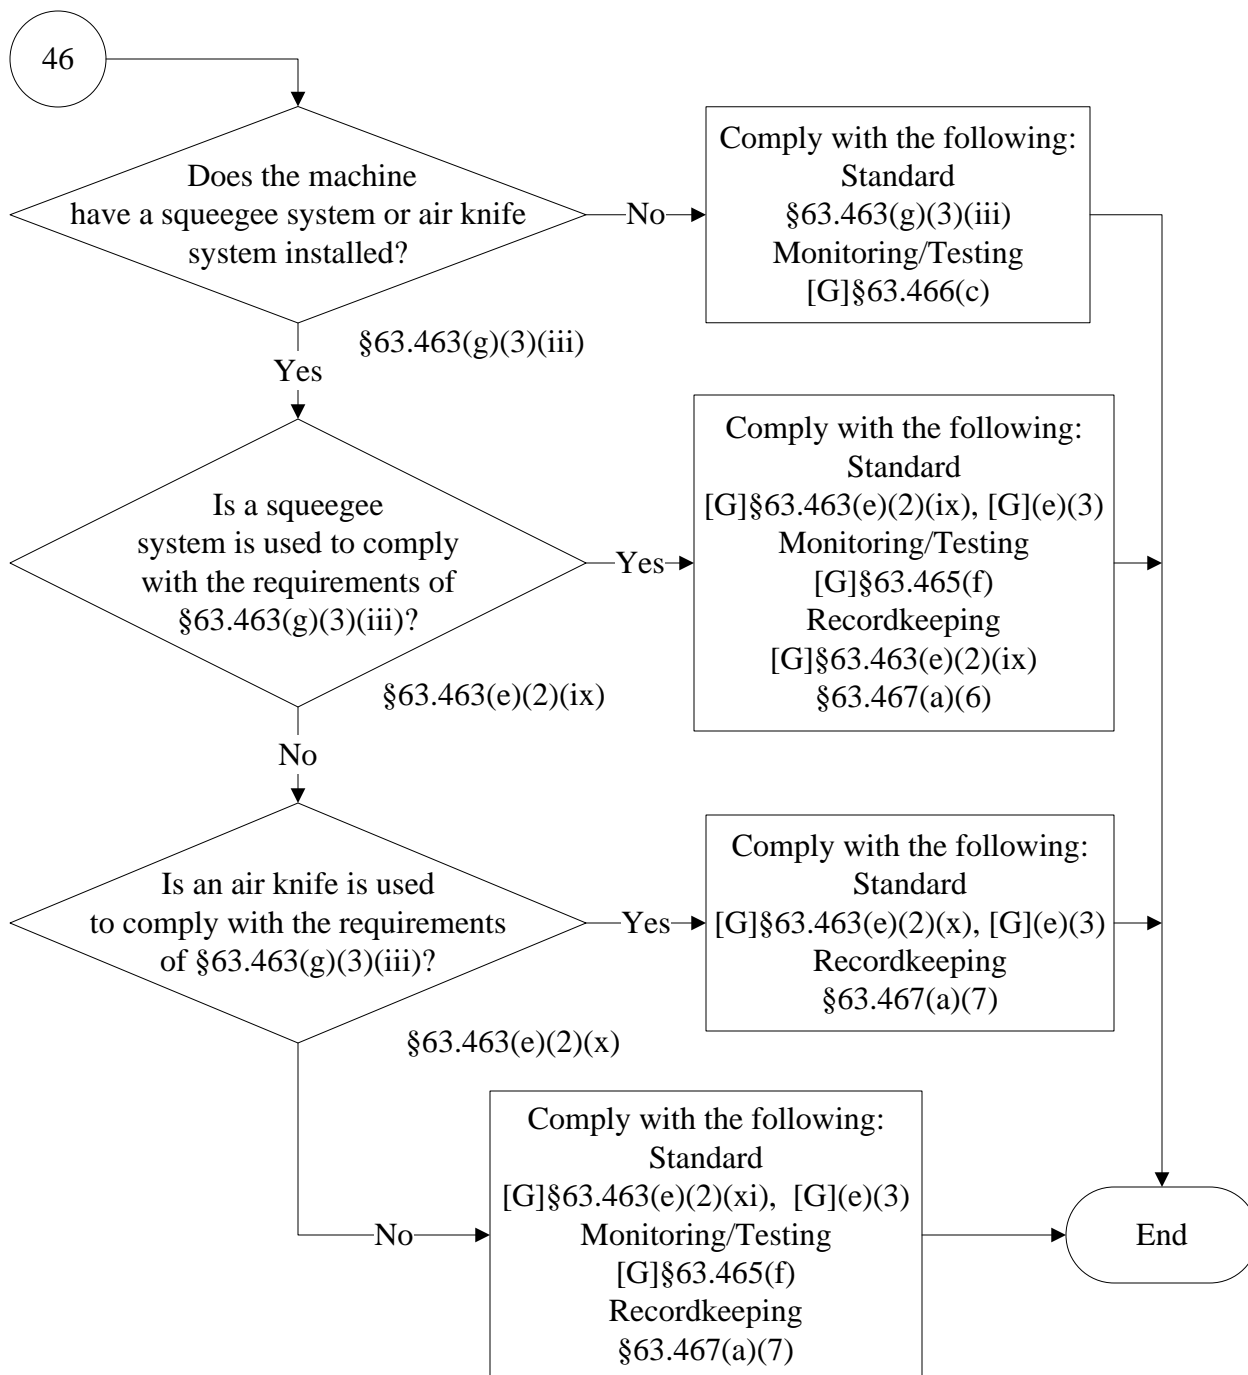 46
Does the machine
have a squeegee system or air knife
system installed?
No
Comply with the following:
Standard
§63.463(g)(3)(iii)
Monitoring/Testing
[G]§63.466(c)
§63.463(g)(3)(iii)
Yes
Is a squeegee
system is used to comply
with the requirements of
§63.463(g)(3)(iii)?
Yes
Comply with the following:
Standard
[G]§63.463(e)(2)(ix), [G](e)(3)
Monitoring/Testing
[G]§63.465(f)
Recordkeeping
[G]§63.463(e)(2)(ix)
§63.467(a)(6)
§63.463(e)(2)(ix)
No
Is an air knife is used
to comply with the requirements
of §63.463(g)(3)(iii)?
Yes
Comply with the following:
Standard
[G]§63.463(e)(2)(x), [G](e)(3)
Recordkeeping
§63.467(a)(7)
§63.463(e)(2)(x)
No
Comply with the following:
Standard
[G]§63.463(e)(2)(xi), [G](e)(3)
Monitoring/Testing
[G]§63.465(f)
Recordkeeping
§63.467(a)(7)
End